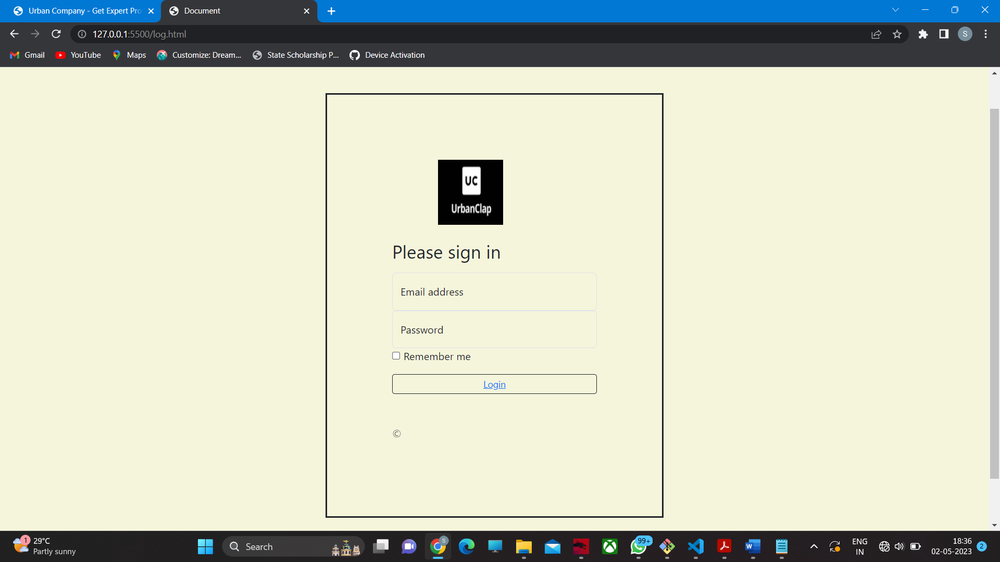 Urban Company - Get Expert Pro
Document
127.0.0.1:5500/log.html
S
Gmail
YouTube
Maps
Customize: Dream...
State Scholarship P...
Device Activation
UC
UrbanClap
Please sign in
Email address
Password
Remember me
Login
©
1
29°C
Partly sunny
Search
S
99+
W
ENG
IN
18:36
02-05-2023
2